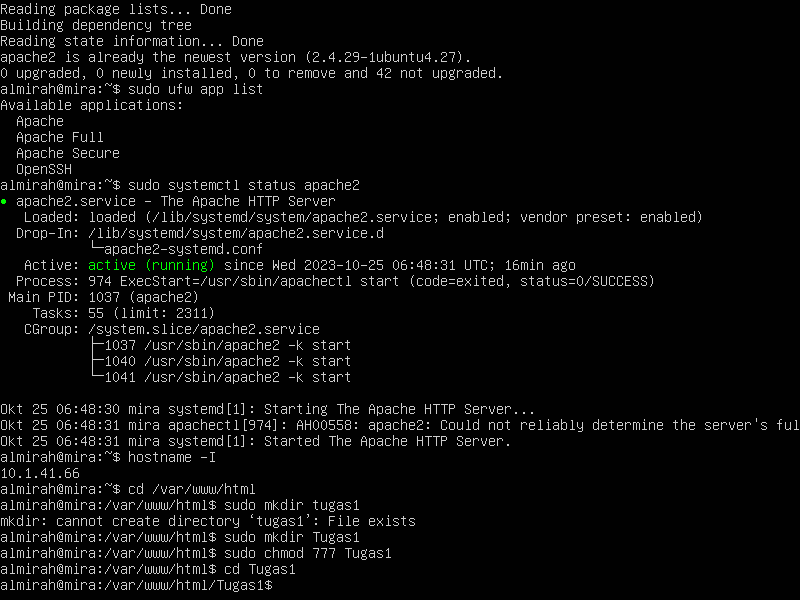 Reading package lists... Done
Building dependency tree
Reading state information... Done
apache2 is already the newest version (2.4.29-1ubuntu4.27).
0 upgraded, 0 newly installed, 0 to remove and 42 not upgraded.
almirah@mira:~$ sudo ufw app list
Available applications:
  Apache
  Apache Full
  Apache Secure
  OpenSSH
almirah@mira:~$ sudo systemctl status apache2
● apache2.service - The Apache HTTP Server
   Loaded: loaded (/lib/systemd/system/apache2.service; enabled; vendor preset: enabled)
  Drop-In: /lib/systemd/system/apache2.service.d
           └─apache2-systemd.conf
   Active: active (running) since Wed 2023-10-25 06:48:31 UTC; 16min ago
  Process: 974 ExecStart=/usr/sbin/apachectl start (code=exited, status=0/SUCCESS)
 Main PID: 1037 (apache2)
    Tasks: 55 (limit: 2311)
   CGroup: /system.slice/apache2.service
           ├─1037 /usr/sbin/apache2 -k start
           ├─1040 /usr/sbin/apache2 -k start
           └─1041 /usr/sbin/apache2 -k start
Okt 25 06:48:30 mira systemd[1]: Starting The Apache HTTP Server...
Okt 25 06:48:31 mira apachectl[974]: AH00558: apache2: Could not reliably determine the server's ful
Okt 25 06:48:31 mira systemd[1]: Started The Apache HTTP Server.
almirah@mira:~$ hostname -I
10.1.41.66
almirah@mira:~$ cd /var/www/html
almirah@mira:/var/www/html$ sudo mkdir tugas1
mkdir: cannot create directory ‘tugas1’: File exists
almirah@mira:/var/www/html$ sudo mkdir Tugas1
almirah@mira:/var/www/html$ sudo chmod 777 Tugas1
almirah@mira:/var/www/html$ cd Tugas1
almirah@mira:/var/www/html/Tugas1$